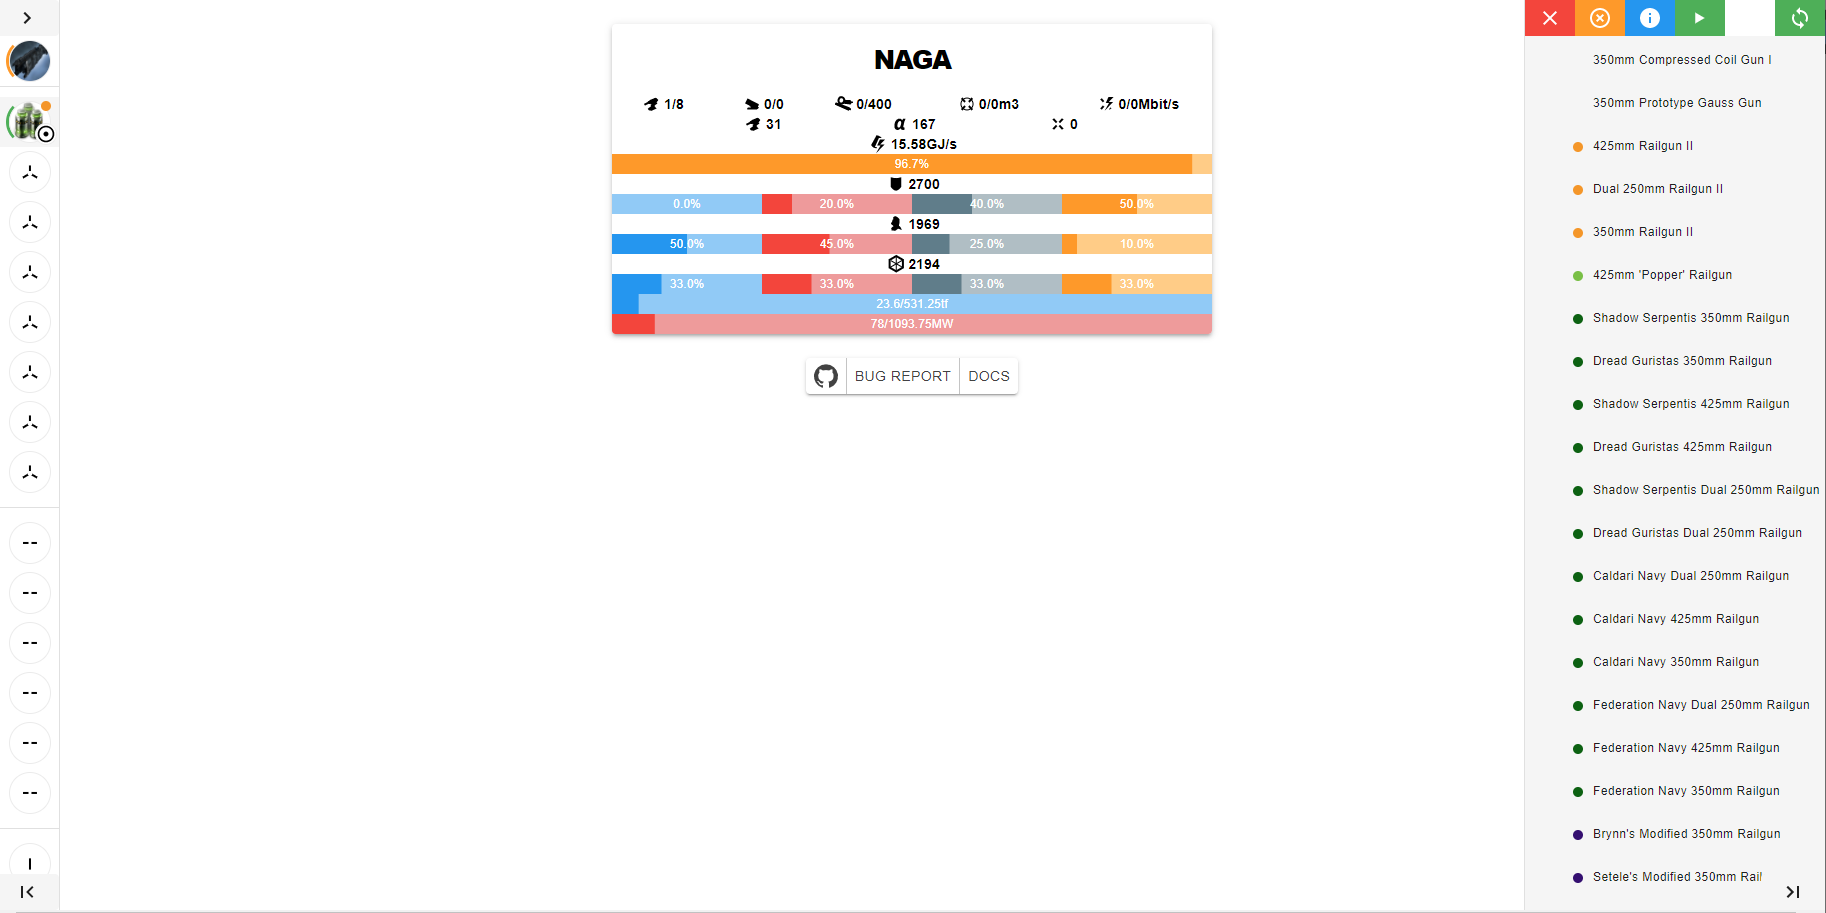 NAGA
1/8 0/0 0/400 0/0m3 0/0Mbit/s
31 α 167 0
15.58GJ/s
96.7%
2700
0.0% 20.0% 40.0% 50.0%
1969
50.0% 45.0% 25.0% 10.0%
2194
33.0% 33.0% 33.0% 33.0%
23.6/531.25tf
78/1093.75MW
BUG REPORT DOCS
350mm Compressed Coil Gun I
350mm Prototype Gauss Gun
425mm Railgun II
Dual 250mm Railgun II
350mm Railgun II
425mm 'Popper' Railgun
Shadow Serpentis 350mm Railgun
Dread Guristas 350mm Railgun
Shadow Serpentis 425mm Railgun
Dread Guristas 425mm Railgun
Shadow Serpentis Dual 250mm Railgun
Dread Guristas Dual 250mm Railgun
Caldari Navy Dual 250mm Railgun
Caldari Navy 425mm Railgun
Caldari Navy 350mm Railgun
Federation Navy Dual 250mm Railgun
Federation Navy 425mm Railgun
Federation Navy 350mm Railgun
Brynn's Modified 350mm Railgun
Setele's Modified 350mm Rail